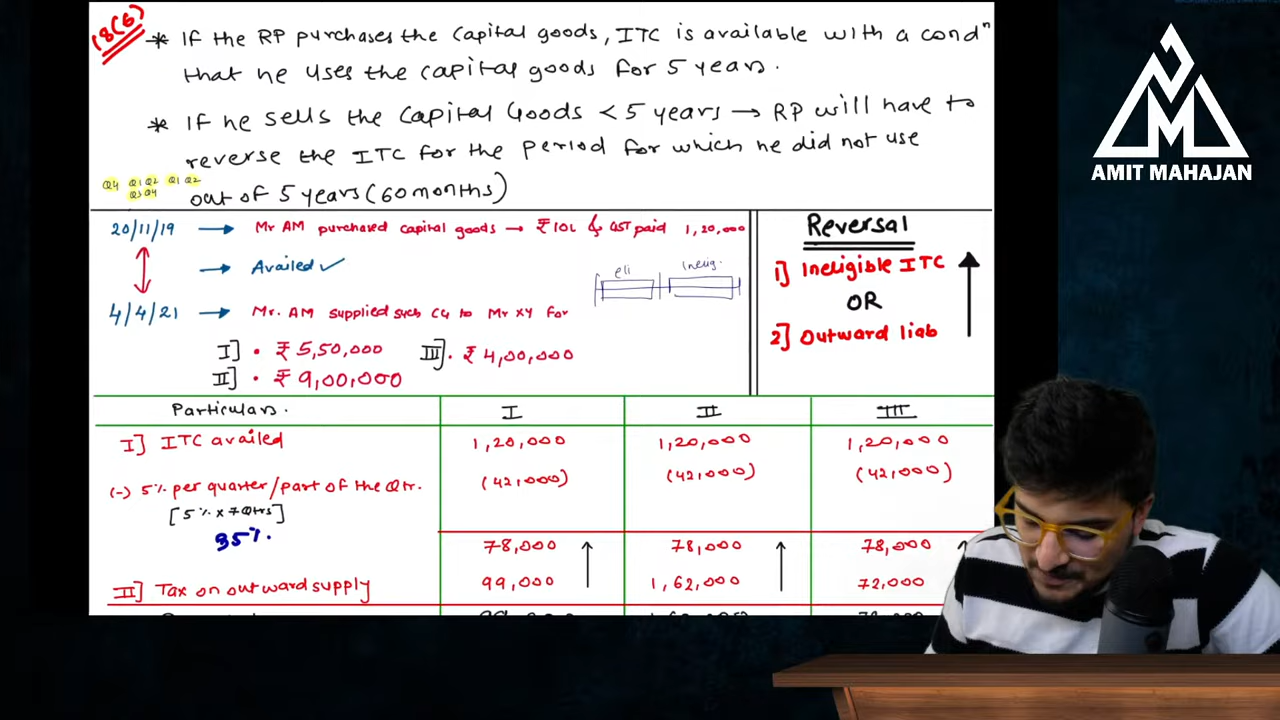 18(6)
* If the RP purchases the Capital goods, ITC is available with a condⁿ
that he uses the capital goods for 5 years.
* If he sells the Capital Goods < 5 years → RP will have to
reverse the ITC for the period for which he did not use
Q4 Q1 Q2 Q1 Q2
Q3 Q4
out of 5 years (60 months)
20/11/19 → Mr AM purchased capital goods → ₹ 10L & GST paid 1,20,000
→ Availed ✓
eli Inelig.
4/4/21 → Mr. AM supplied such CG to Mr XY for
I] • ₹ 5,50,000 III] • ₹ 4,00,000
II] • ₹ 9,00,000
Reversal
1] Ineligible ITC
OR
2] Outward liab
Particulars. I II III
I] ITC availed 1,20,000 1,20,000 1,20,000
(-) 5% per quarter/part of the Qtr. (42,000) (42,000) (42,000)
[5% x 7 Qtrs]
35%.
78,000 78,000 78,000
II] Tax on outward supply 99,000 1,62,000 72,000
AMIT MAHAJAN